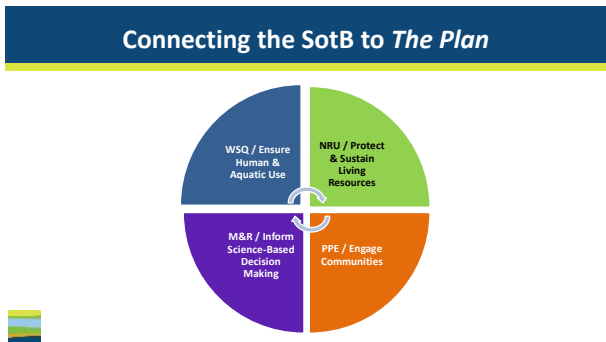 Connecting the SotB to The Plan
WSQ / Ensure
Human &
Aquatic Use
NRU / Protect
& Sustain
Living
Resources
M&R / Inform
Science-Based
Decision
Making
PPE / Engage
Communities